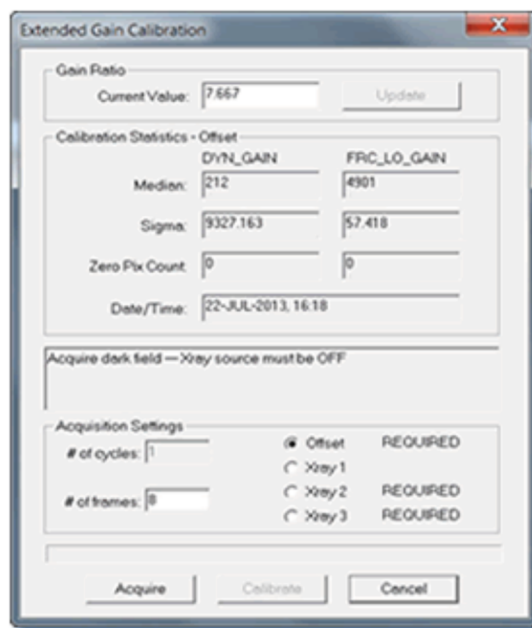 Extended Gain Calibration
Gain Ratio
Current Value: 7.667 Update
Calibration Statistics - Offset
DYN_GAIN FRC_LO_GAIN
Median: 212 4901
Sigma: 9327.163 57.418
Zero Pix Count: 0 0
Date/Time: 22-JUL-2013, 16:18
Acquire dark field — Xray source must be OFF
Acquisition Settings
# of cycles: 1 Offset REQUIRED
Xray 1
# of frames: 8 Xray 2 REQUIRED
Xray 3 REQUIRED
Acquire Calibrate Cancel